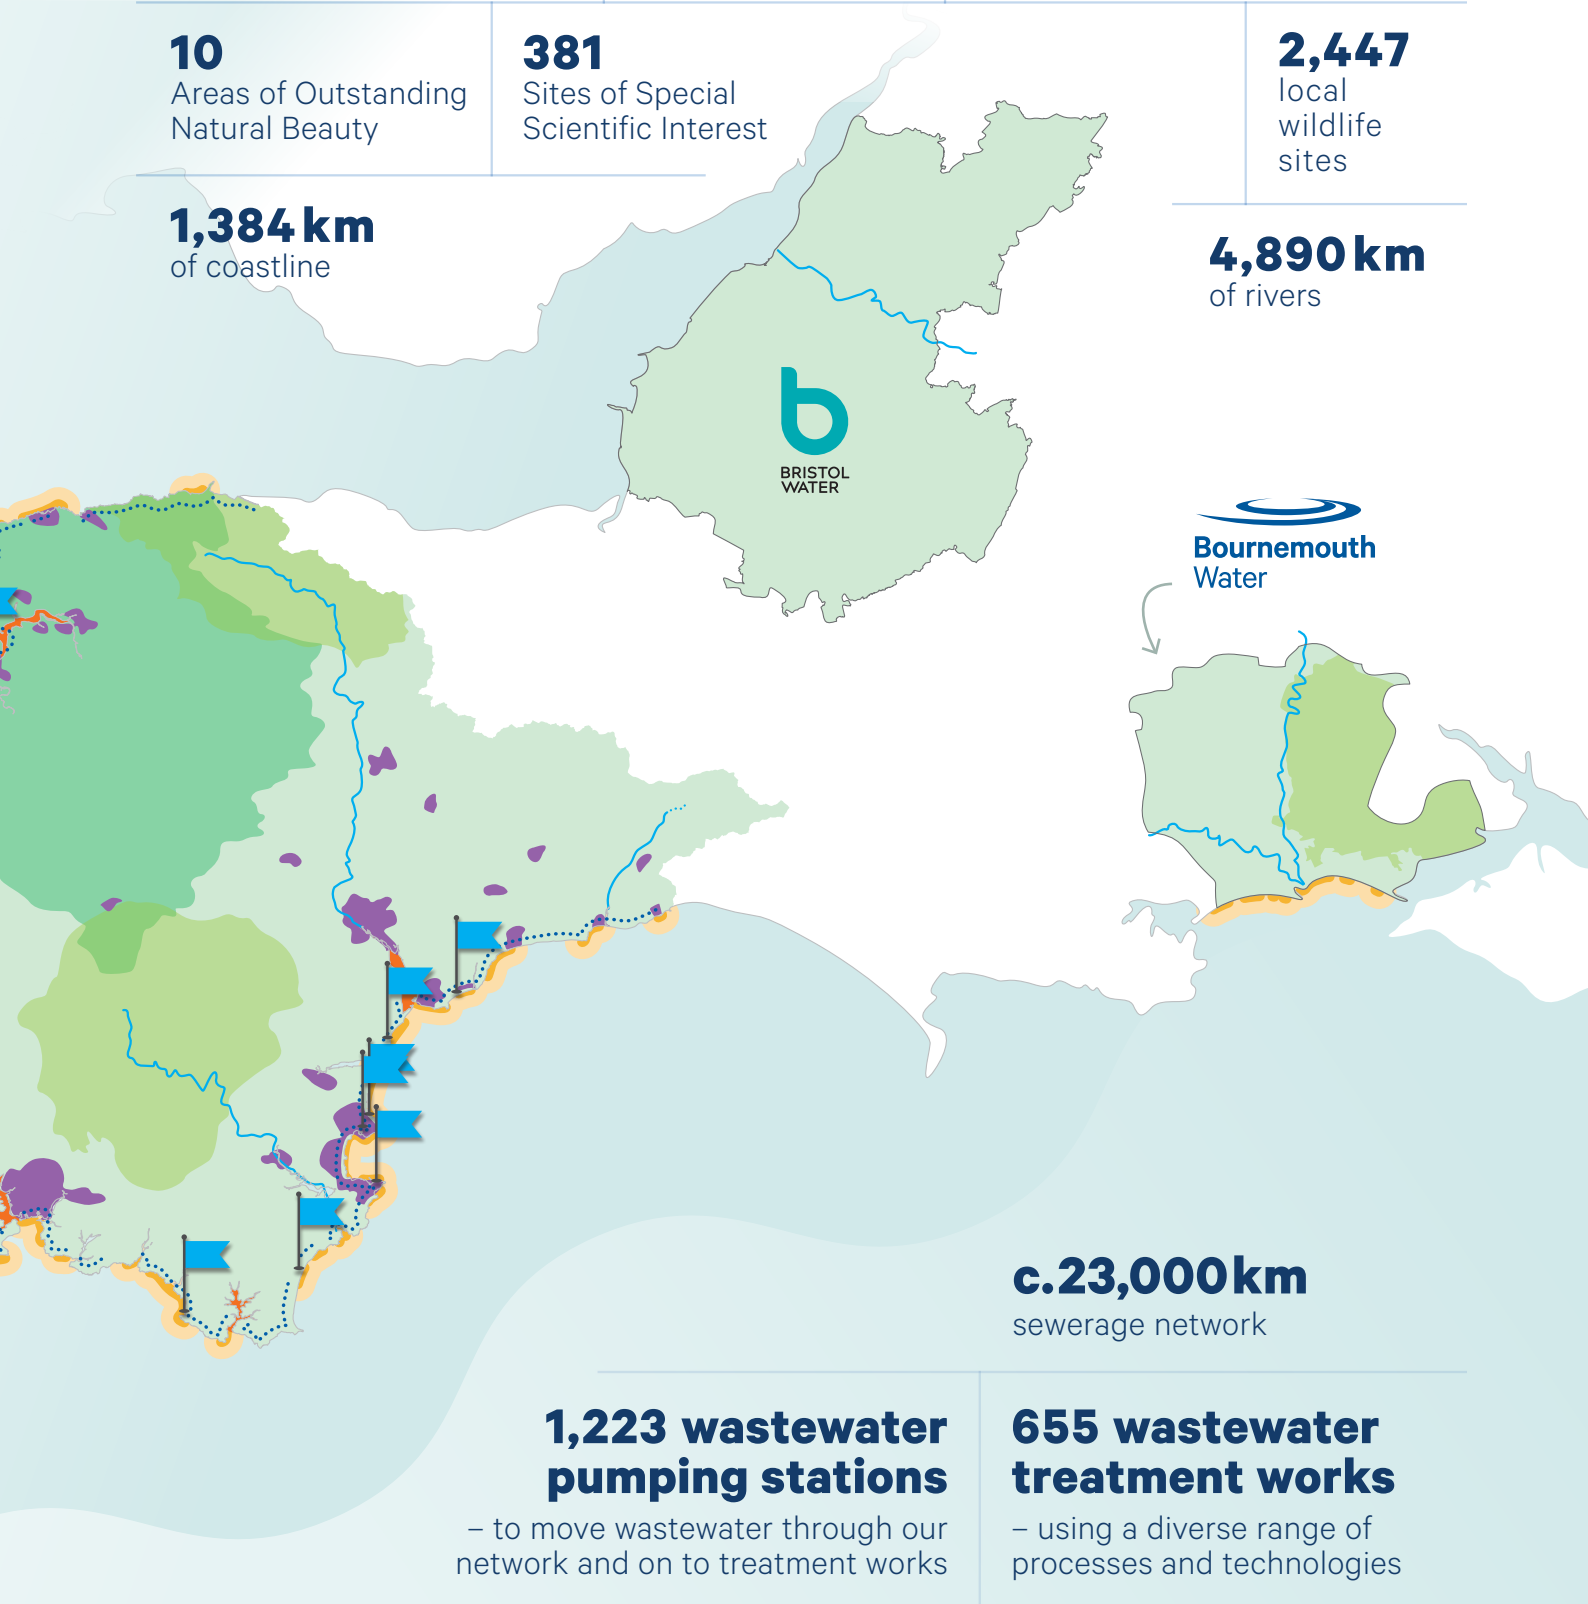 10
Areas of Outstanding
Natural Beauty
381
Sites of Special
Scientific Interest
2,447
local
wildlife
sites
1,384 km
of coastline
4,890 km
of rivers
BRISTOL
WATER
Bournemouth
Water
c.23,000 km
sewerage network
1,223 wastewater
pumping stations
– to move wastewater through our
network and on to treatment works
655 wastewater
treatment works
– using a diverse range of
processes and technologies